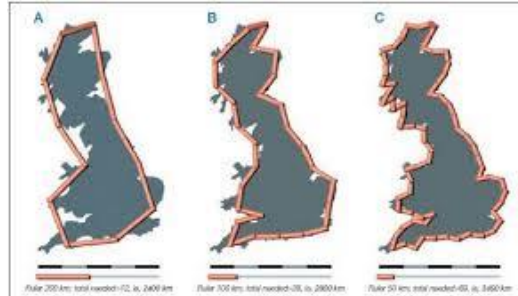 A
B
C
Ruler 200 km; total needed=12, ie, 2400 km
Ruler 100 km; total needed=28, ie, 2800 km
Ruler 50 km; total needed=69, ie, 3450 km